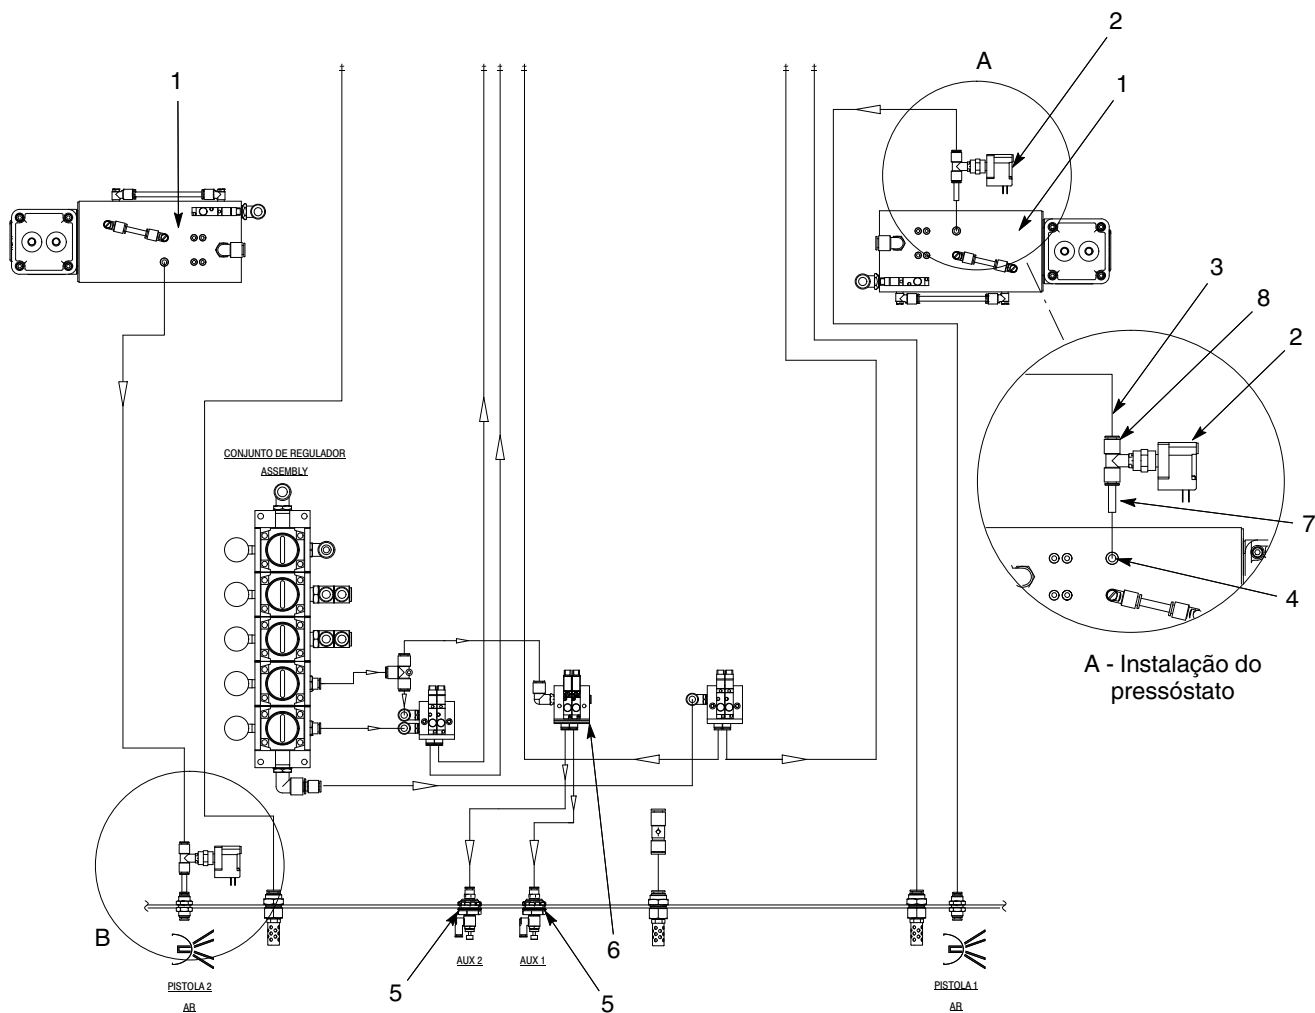 2
A
1
1
3
8
2
CONJUNTO DE REGULADOR
ASSEMBLY
7
4
A - Instalação do
pressóstato
B
6
5
AUX 2
AUX 1
5
PISTOLA 2
AR
PISTOLA 1
AR